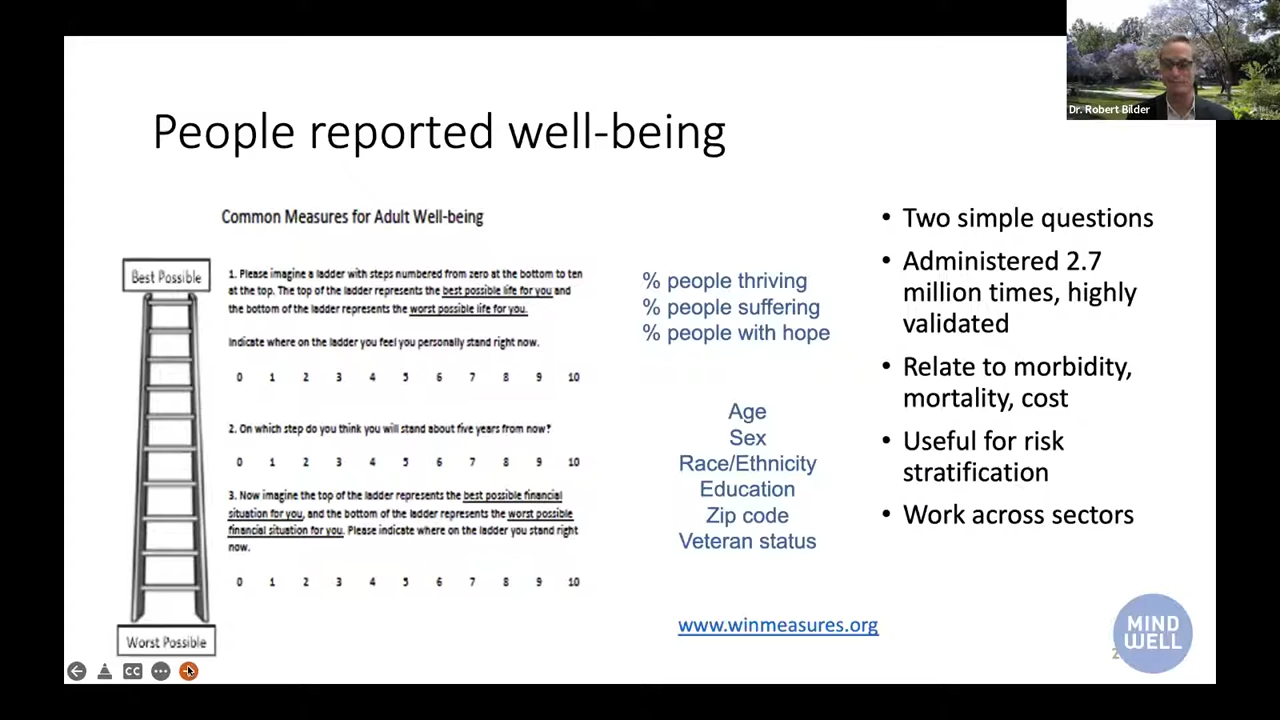 Dr. Robert Bilder
People reported well-being
Common Measures for Adult Well-being
Best Possible
1. Please imagine a ladder with steps numbered from zero at the bottom to ten
at the top. The top of the ladder represents the best possible life for you and
the bottom of the ladder represents the worst possible life for you.
Indicate where on the ladder you feel you personally stand right now.
0 1 2 3 4 5 6 7 8 9 10
2. On which step do you think you will stand about five years from now?
0 1 2 3 4 5 6 7 8 9 10
3. Now imagine the top of the ladder represents the best possible financial
situation for you, and the bottom of the ladder represents the worst possible
financial situation for you. Please indicate where on the ladder you stand right
now.
0 1 2 3 4 5 6 7 8 9 10
Worst Possible
% people thriving
% people suffering
% people with hope
Age
Sex
Race/Ethnicity
Education
Zip code
Veteran status
www.winmeasures.org
• Two simple questions
• Administered 2.7
million times, highly
validated
• Relate to morbidity,
mortality, cost
• Useful for risk
stratification
• Work across sectors
MIND
WELL
CC